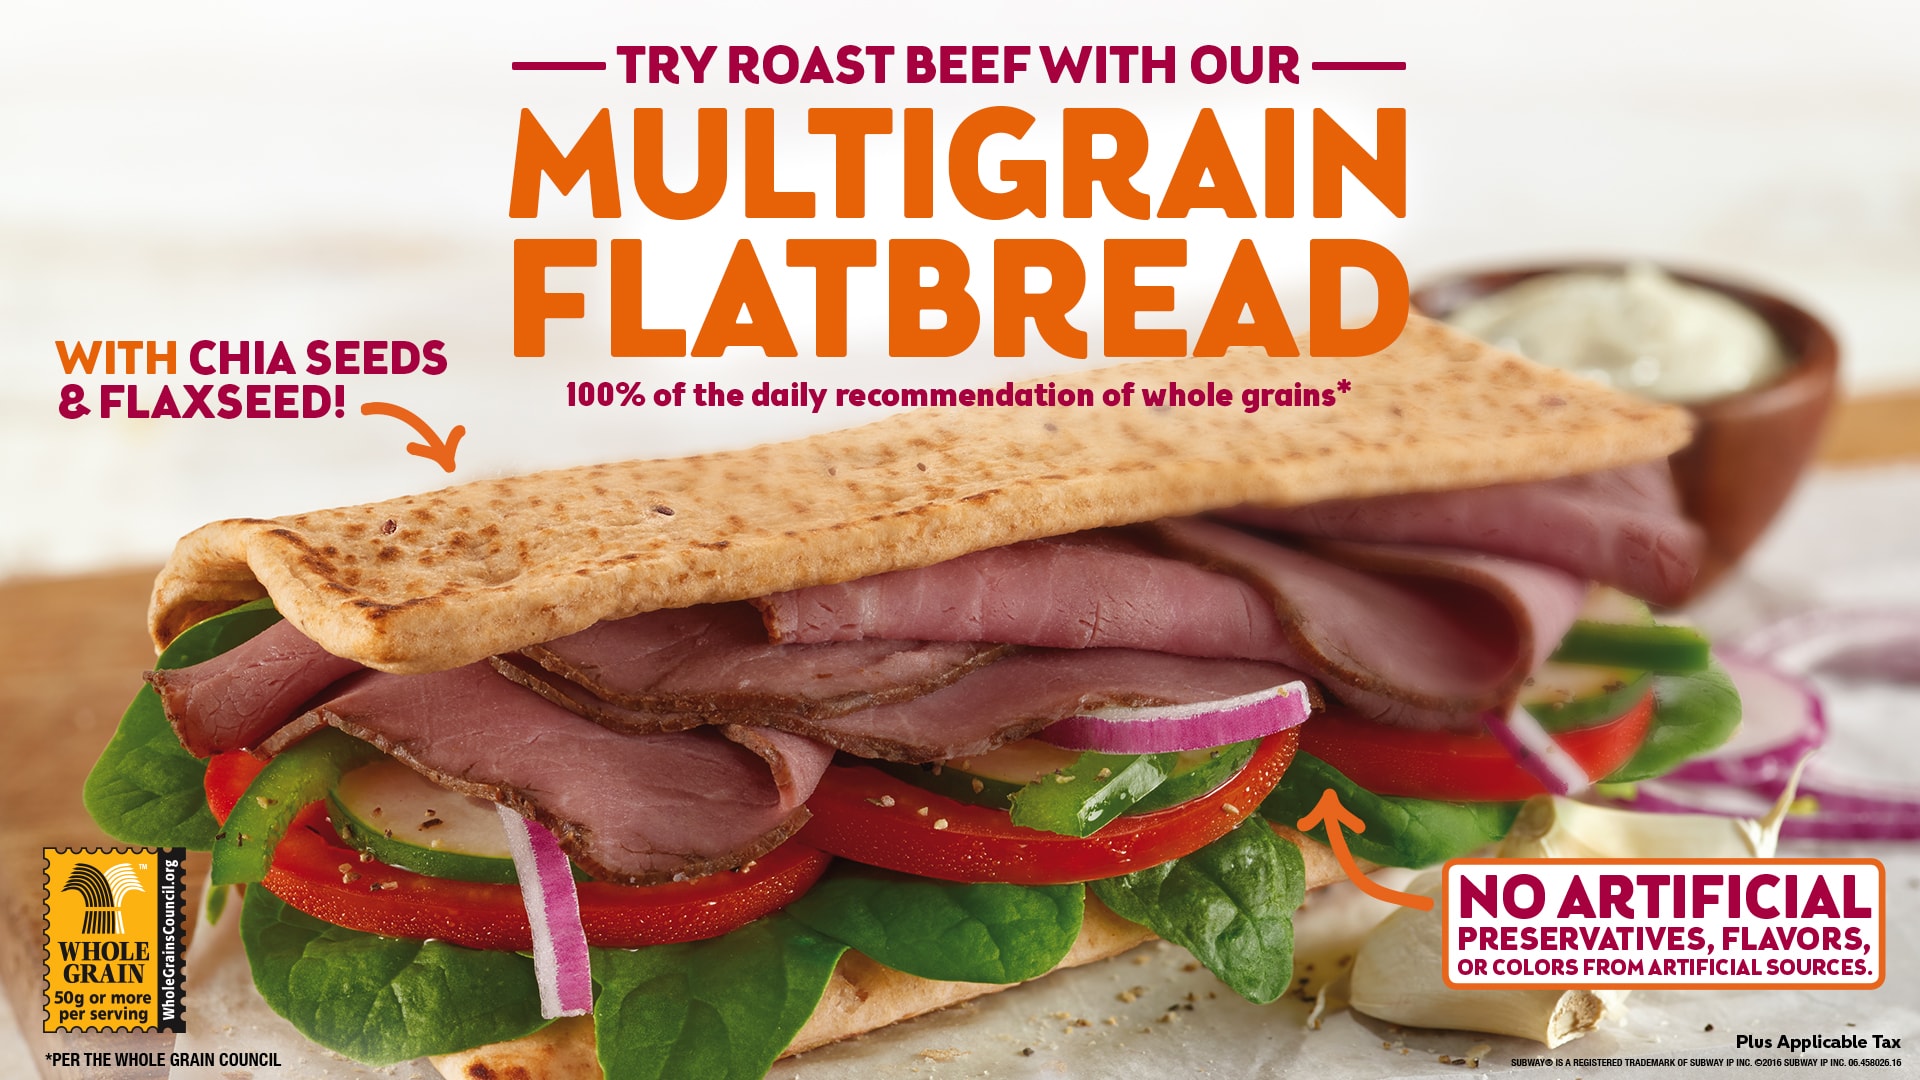 TRY ROAST BEEF WITH OUR
MULTIGRAIN
FLATBREAD
100% of the daily recommendation of whole grains*
WITH CHIA SEEDS
& FLAXSEED!
NO ARTIFICIAL
PRESERVATIVES, FLAVORS,
OR COLORS FROM ARTIFICIAL SOURCES.
™
WHOLE
GRAIN
50g or more
per serving
WholeGrainsCouncil.org
*PER THE WHOLE GRAIN COUNCIL
Plus Applicable Tax
SUBWAY® IS A REGISTERED TRADEMARK OF SUBWAY IP INC. ©2016 SUBWAY IP INC. 06.458026.16